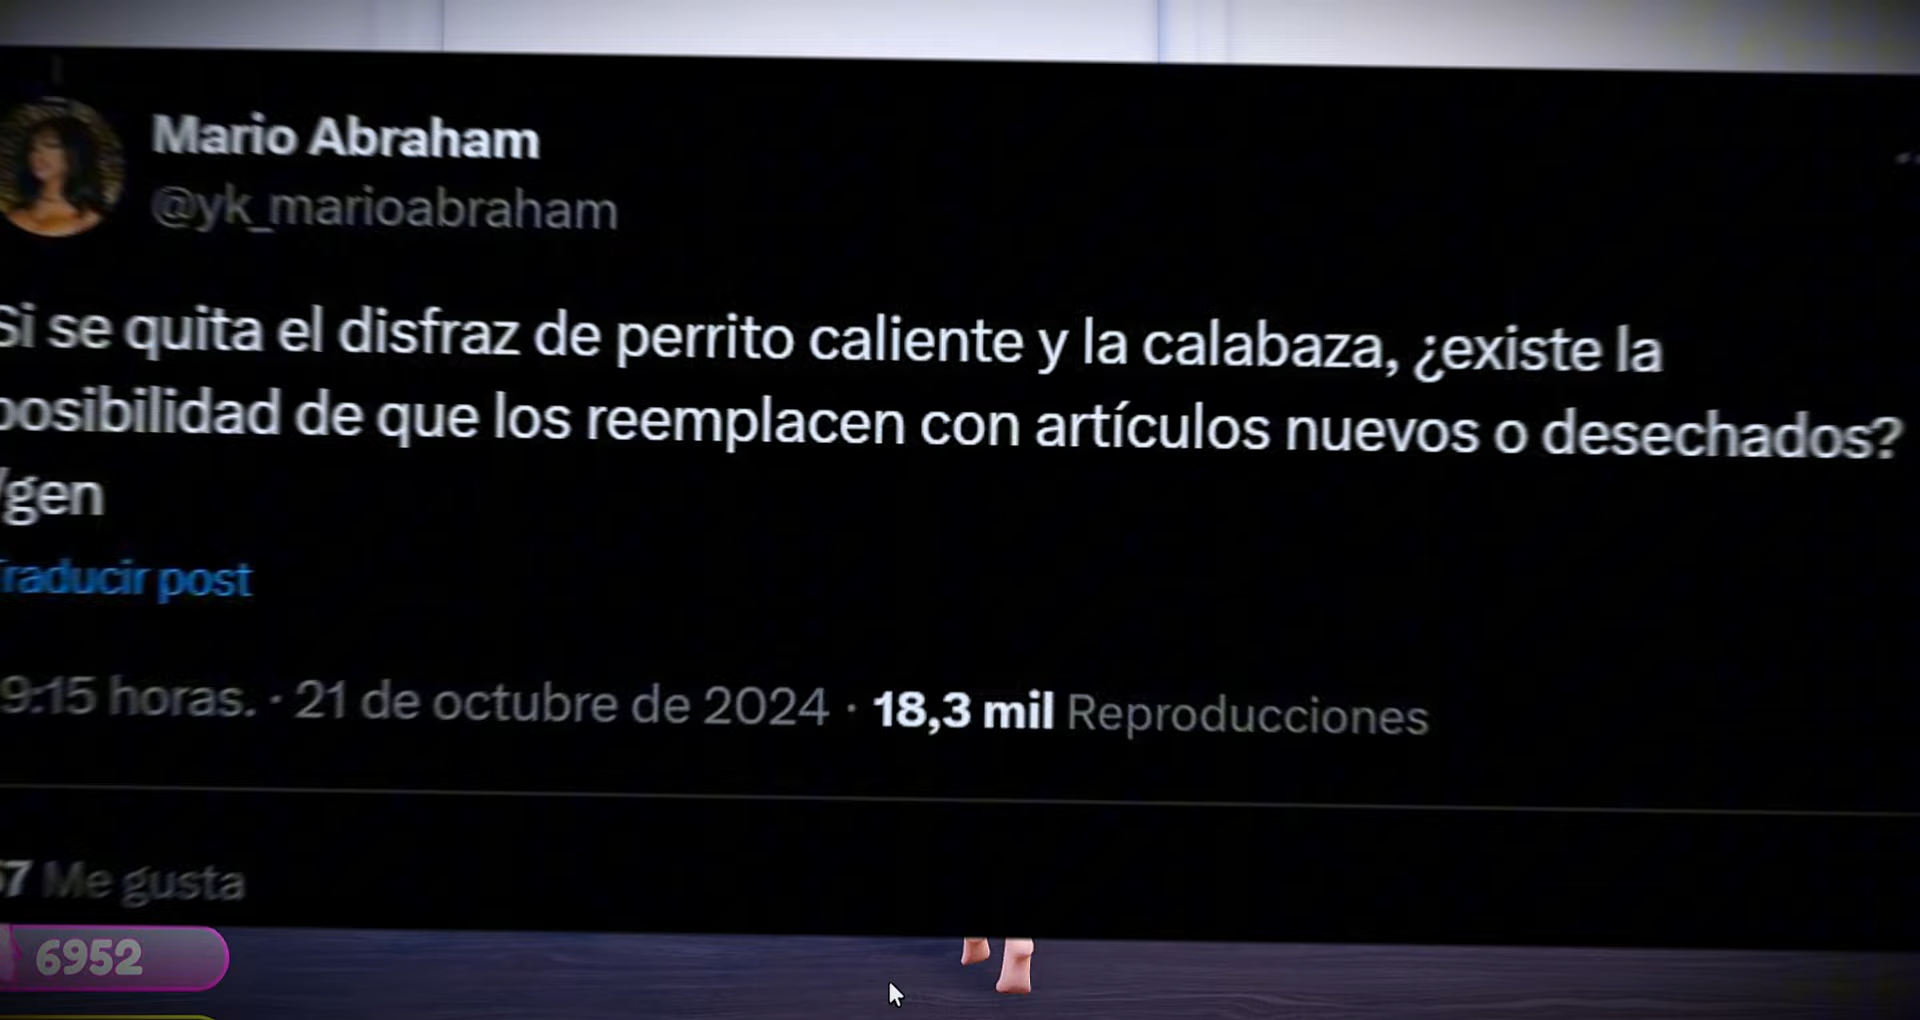 Mario Abraham
@yk_marioabraham
Si se quita el disfraz de perrito caliente y la calabaza, ¿existe la
posibilidad de que los reemplacen con artículos nuevos o desechados?
/gen
Traducir post
9:15 horas. · 21 de octubre de 2024 · 18,3 mil Reproducciones
57 Me gusta
6952